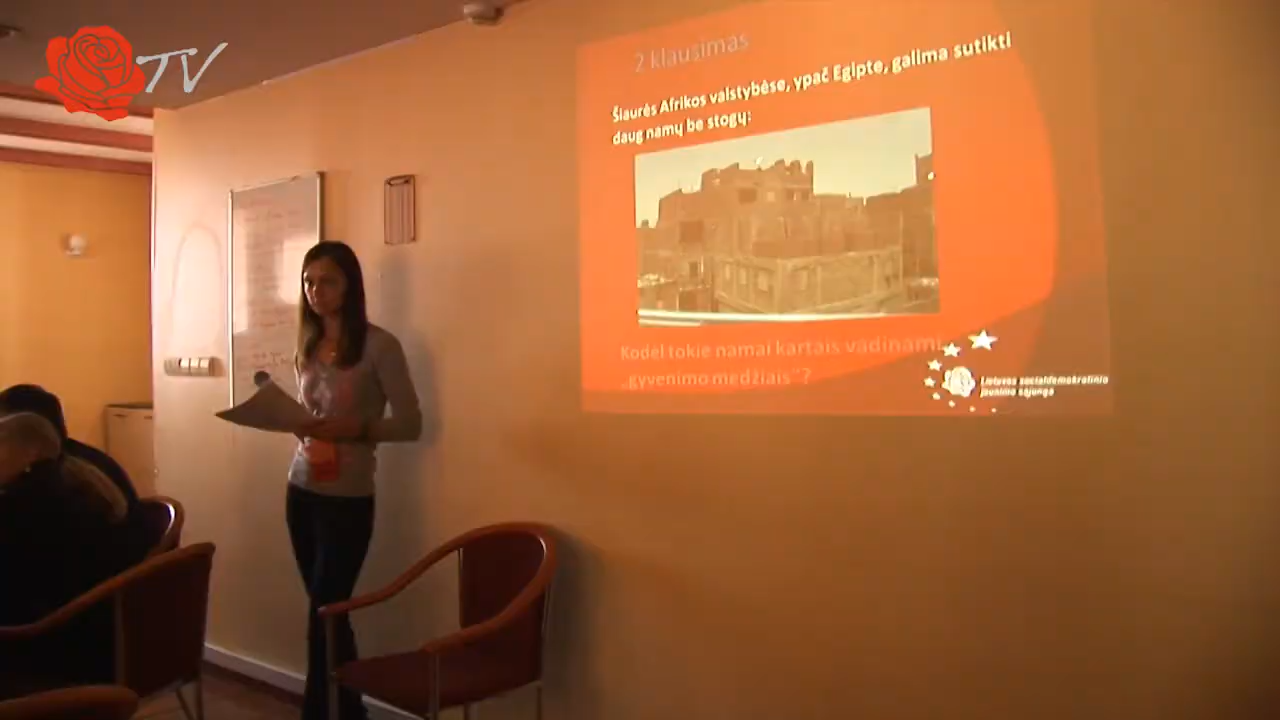 TV
2 klausimas
Šiaurės Afrikos valstybėse, ypač Egipte, galima sutikti
daug namų be stogų:
Kodėl tokie namai kartais vadinami
„gyvenimo medžiais“?
Lietuvos socialdemokratinio
jaunimo sąjunga